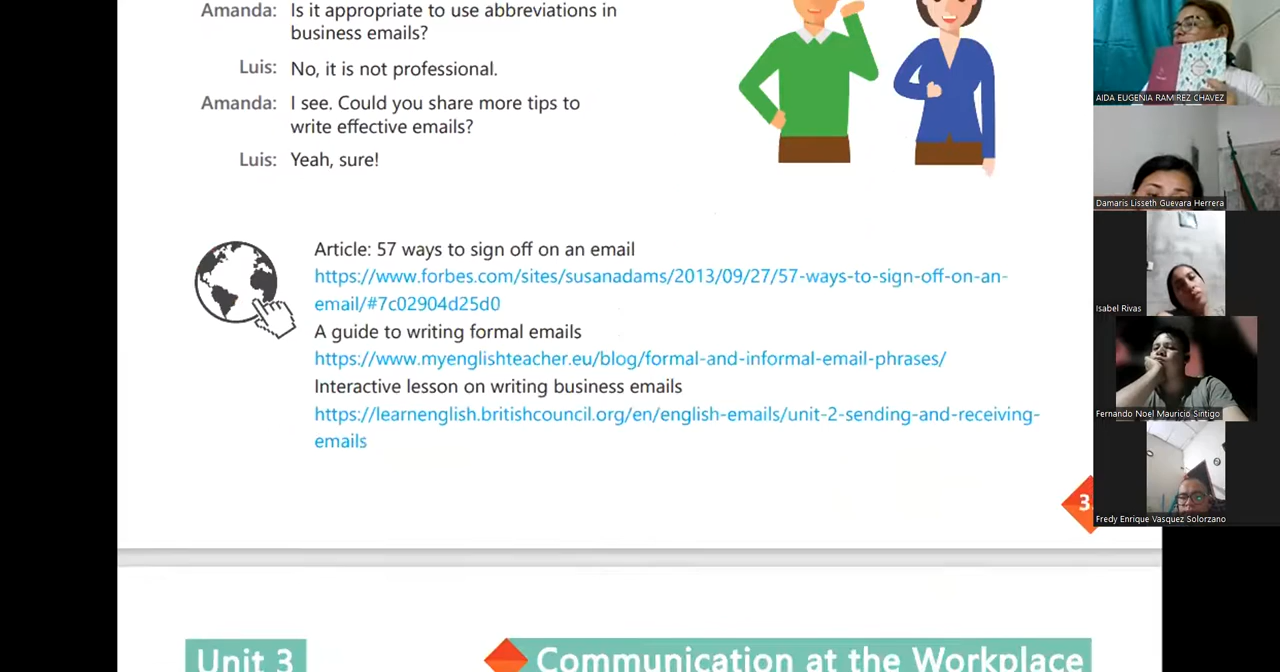 Amanda: Is it appropriate to use abbreviations in
business emails?
Luis: No, it is not professional.
Amanda: I see. Could you share more tips to
write effective emails?
Luis: Yeah, sure!
Article: 57 ways to sign off on an email
https://www.forbes.com/sites/susanadams/2013/09/27/57-ways-to-sign-off-on-an-
email/#7c02904d25d0
A guide to writing formal emails
https://www.myenglishteacher.eu/blog/formal-and-informal-email-phrases/
Interactive lesson on writing business emails
https://learnenglish.britishcouncil.org/en/english-emails/unit-2-sending-and-receiving-
emails
3
Unit 3
Communication at the Workplace
AIDA EUGENIA RAMIREZ CHAVEZ
Damaris Lisseth Guevara Herrera
Isabel Rivas
Fernando Noel Mauricio Sintigo
Fredy Enrique Vasquez Solorzano